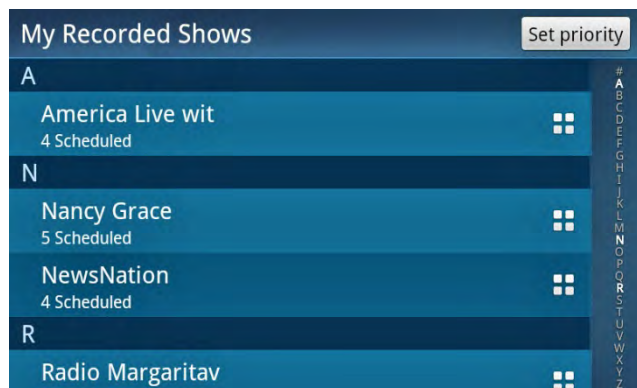 My Recorded Shows
Set priority
A
America Live wit
4 Scheduled
N
Nancy Grace
5 Scheduled
NewsNation
4 Scheduled
R
Radio Margaritav
#
A
B
C
D
E
F
G
H
I
J
K
L
M
N
O
P
Q
R
S
T
U
V
W
X
Y
Z